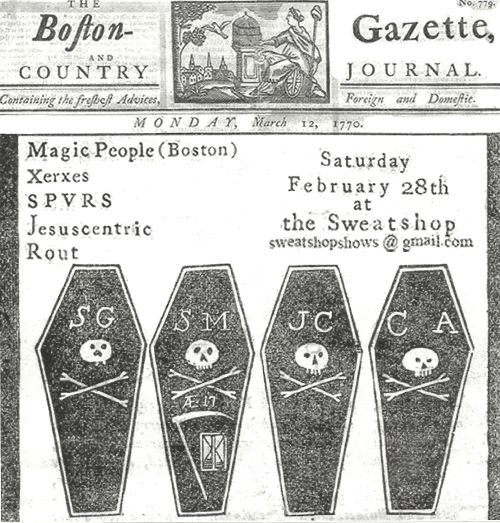 THE
No. 779.
Boſton-
Gazette,
AND
COUNTRY
JOURNAL.
Containing the freſheſt Advices,
Foreign and Domeſtic.
MONDAY, March 12, 1770.
Magic People (Boston)
Xerxes
SPVRS
Jesuscentric
Rout
Saturday
February 28th
at
the Sweatshop
sweatshopshows @ gmail.com
SG
SM
JC
CA
Æ 17